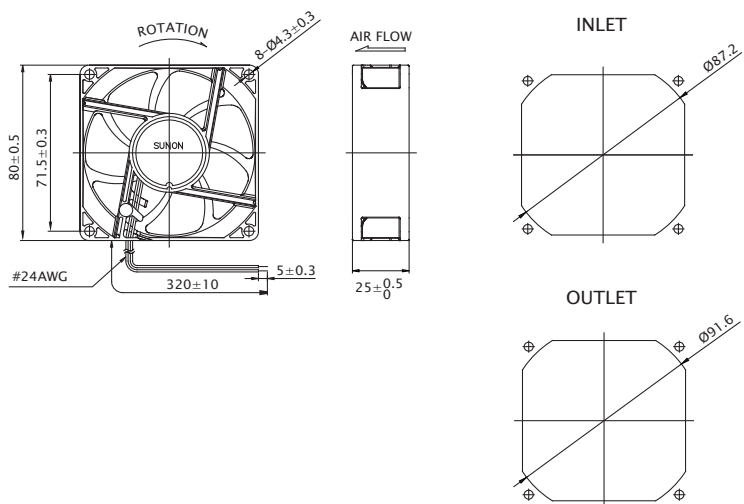 ROTATION
8-Ø4.3±0.3
80±0.5
71.5±0.3
SUNON
#24AWG
320±10
5±0.3
AIR FLOW
25±0.5
0
INLET
Ø87.2
OUTLET
Ø91.6